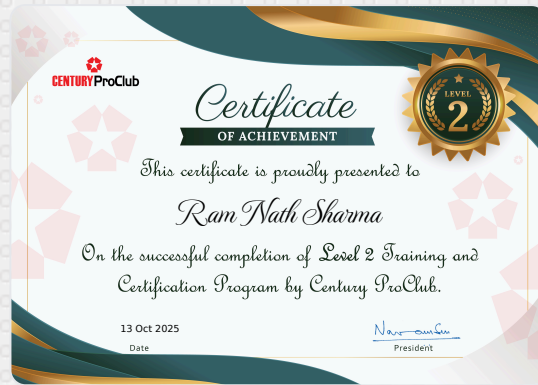 CENTURY ProClub
LEVEL
2
Certificate
OF ACHIEVEMENT
This certificate is proudly presented to
Ram Nath Sharma
On the successful completion of Level 2 Training and
Certification Program by Century ProClub.
13 Oct 2025
Date
President